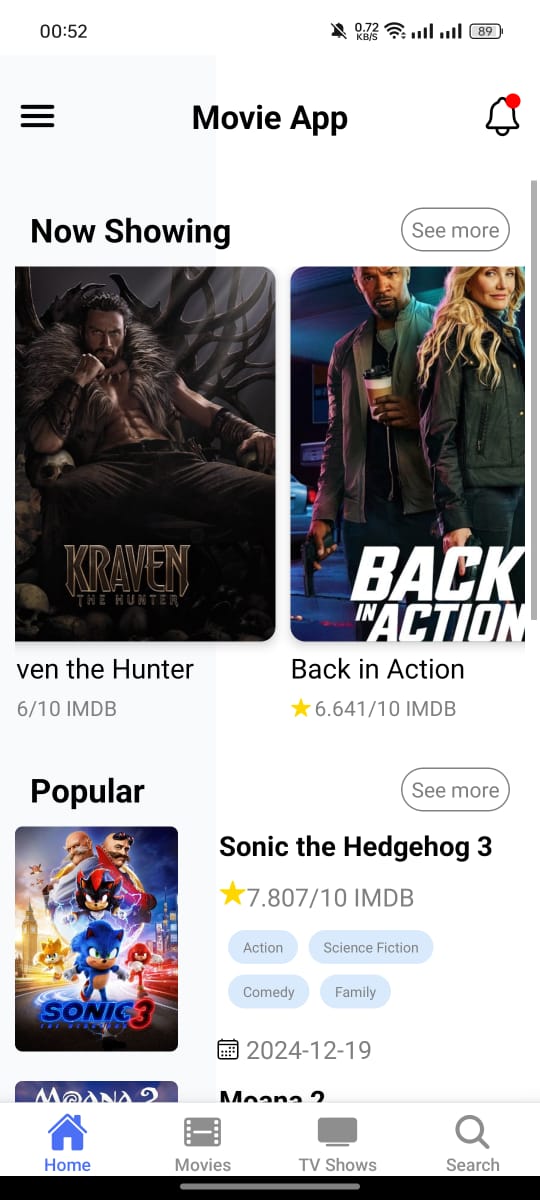 00:52
0.72
KB/S
89
Movie App
Now Showing
See more
KRAVEN
THE HUNTER
BACK
IN ACTION
ven the Hunter
Back in Action
6/10 IMDB
6.641/10 IMDB
Popular
See more
Sonic the Hedgehog 3
7.807/10 IMDB
Action
Science Fiction
Comedy
Family
SONIC 3
THE HEDGEHOG
2024-12-19
MOANA 2
Moana 2
Home
Movies
TV Shows
Search